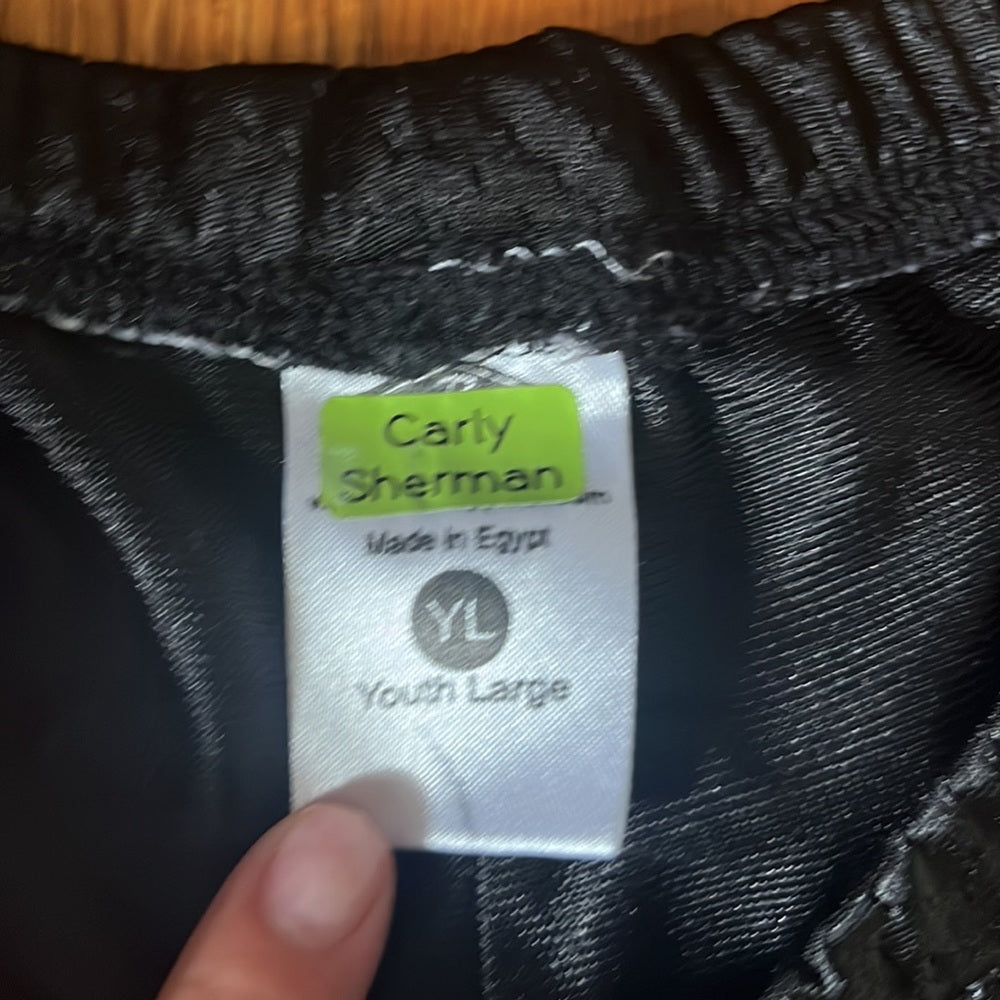 Carly
Sherman
Made in Egypt
YL
Youth Large